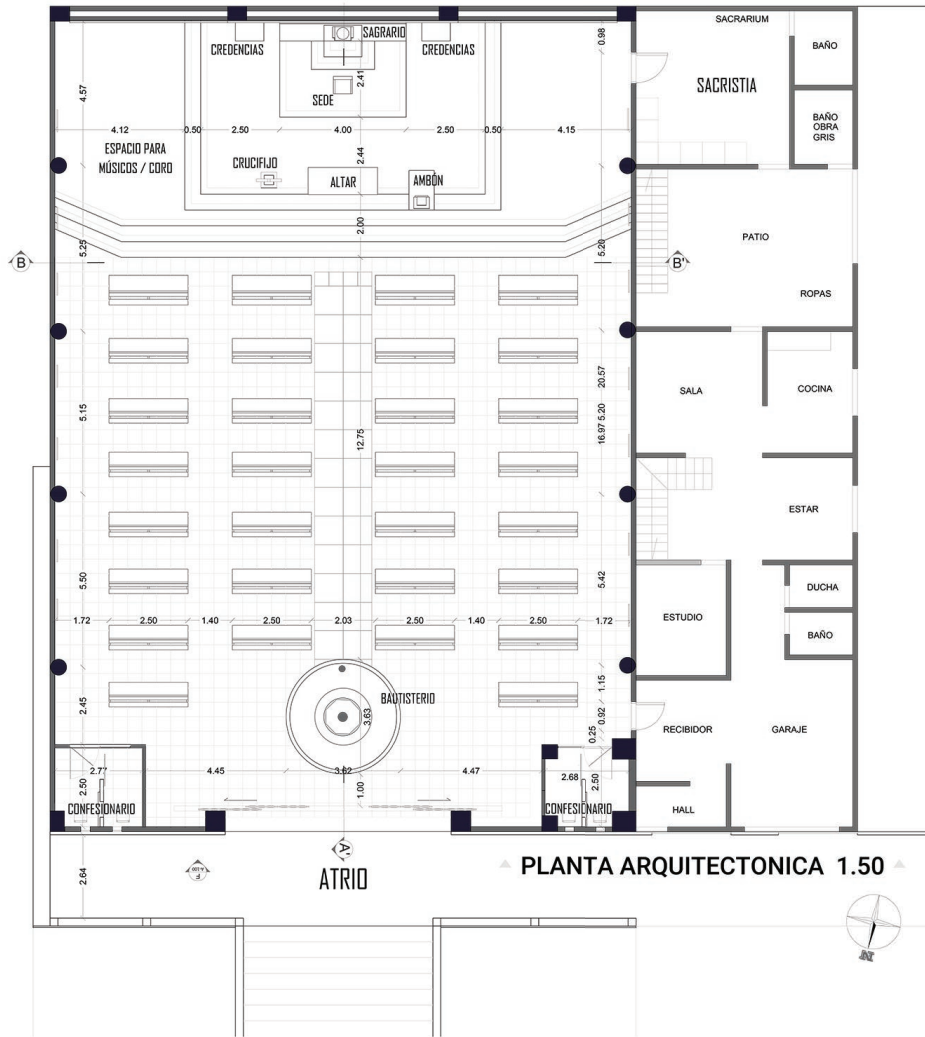 SACRARIUM
SAGRARIO
CREDENCIAS
CREDENCIAS
BAÑO
0.98
2.41
SACRISTIA
SEDE
4.57
BAÑO
OBRA
GRIS
4.12
0.50
2.50
4.00
2.50
0.50
4.15
ESPACIO PARA
MÚSICOS / CORO
2.44
CRUCIFIJO
ALTAR
AMBÓN
2.00
5.25
5.20
PATIO
B
B'
ROPAS
20.57
SALA
COCINA
5.15
16.97
5.20
12.75
ESTAR
5.50
5.42
DUCHA
ESTUDIO
1.72
2.50
1.40
2.50
2.03
2.50
1.40
2.50
1.72
BAÑO
2.45
1.15
BAUTISTERIO
3.63
0.92
RECIBIDOR
GARAJE
0.25
2.77
4.45
3.62
4.47
2.68
2.50
2.50
1.00
CONFESIONARIO
CONFESIONARIO
HALL
A'
2.64
F
ATRIO
PLANTA ARQUITECTONICA 1.50
N